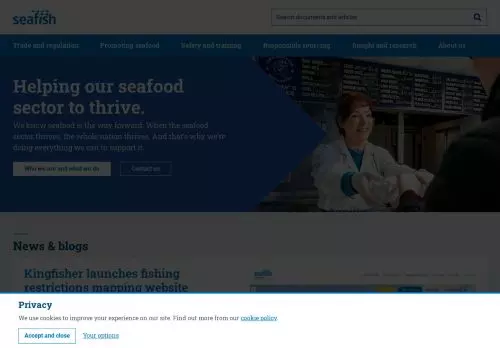 seafish
Search documents and articles
Trade and regulation
Promoting seafood
Safety and training
Responsible sourcing
Insight and research
About us
Helping our seafood
sector to thrive.
We know seafood is the way forward. When the seafood
sector thrives, the whole nation thrives. And that's why we're
doing everything we can to support it.
Who we are and what we do
Contact us
News & blogs
Kingfisher launches fishing
restrictions mapping website
Privacy
We use cookies to improve your experience on our site. Find out more from our cookie policy.
Accept and close
Your options